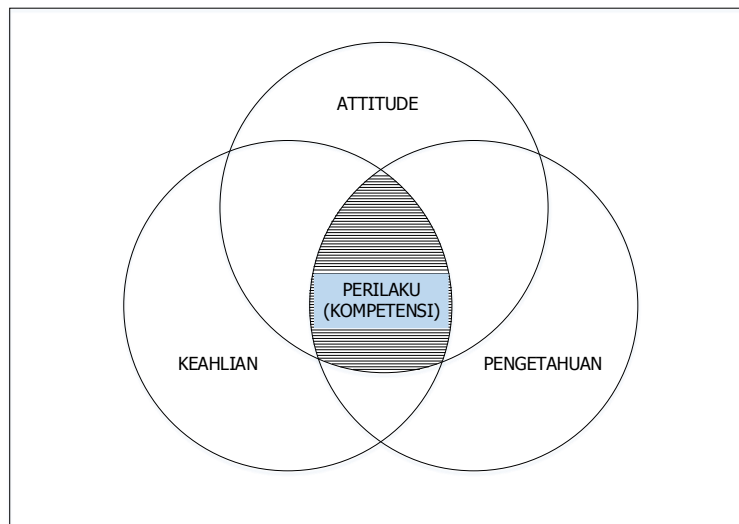 ATTITUDE
PERILAKU
(KOMPETENSI)
KEAHLIAN
PENGETAHUAN